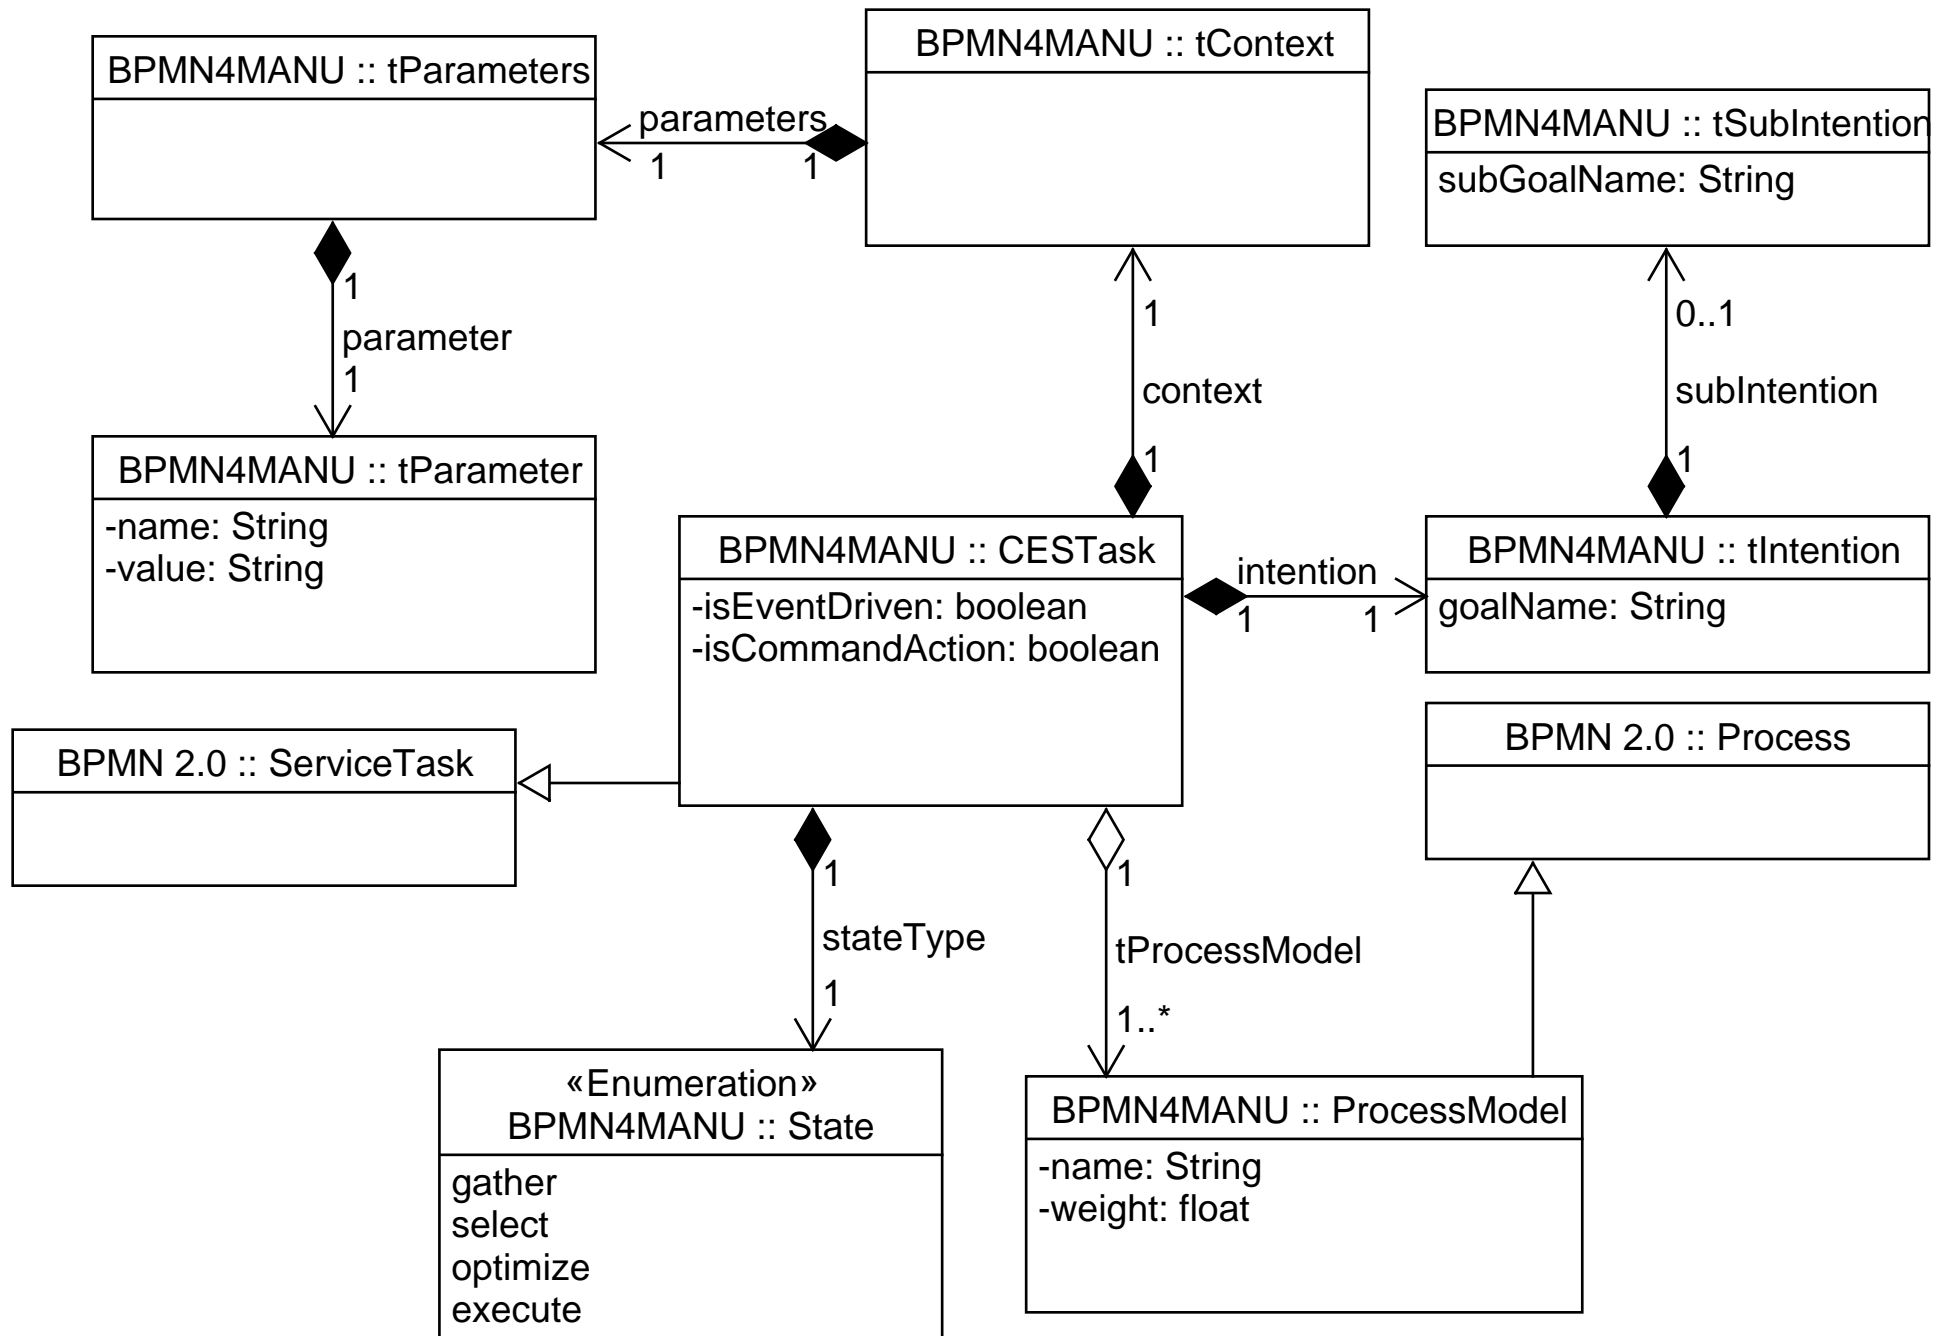 BPMN4MANU :: tContext
BPMN4MANU :: tParameters
parameters
1
1
BPMN4MANU :: tSubIntention
subGoalName: String
1
parameter
1
1
context
1
0..1
subIntention
1
BPMN4MANU :: tParameter
-name: String
-value: String
BPMN4MANU :: CESTask
-isEventDriven: boolean
-isCommandAction: boolean
intention
1
1
BPMN4MANU :: tIntention
goalName: String
BPMN 2.0 :: ServiceTask
BPMN 2.0 :: Process
1
stateType
1
1
tProcessModel
1..*
«Enumeration»
BPMN4MANU :: State
gather
select
optimize
execute
BPMN4MANU :: ProcessModel
-name: String
-weight: float